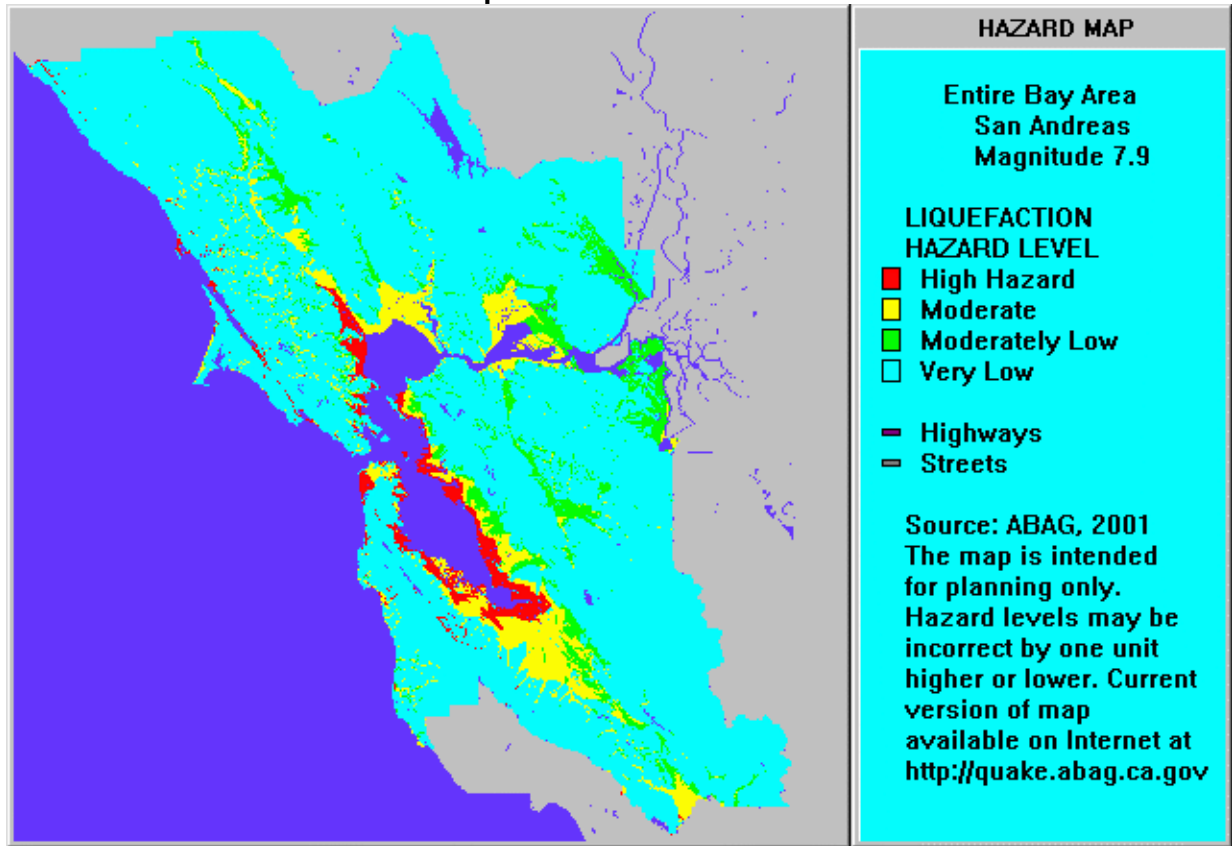 HAZARD MAP
Entire Bay Area
San Andreas
Magnitude 7.9
LIQUEFACTION
HAZARD LEVEL
High Hazard
Moderate
Moderately Low
Very Low
Highways
Streets
Source: ABAG, 2001
The map is intended
for planning only.
Hazard levels may be
incorrect by one unit
higher or lower. Current
version of map
available on Internet at
http://quake.abag.ca.gov